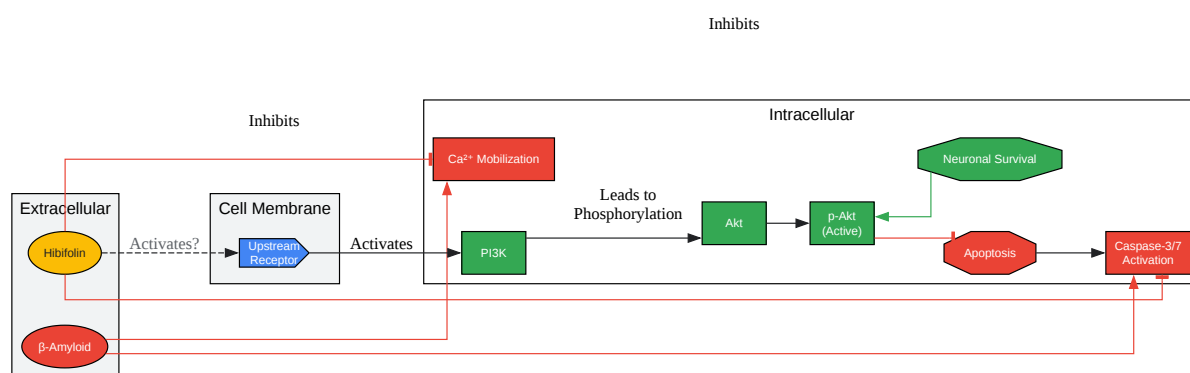 Inhibits
Intracellular
Inhibits
Ca²⁺ Mobilization
Neuronal Survival
Extracellular
Cell Membrane
Leads to
Phosphorylation
Akt
p-Akt
(Active)
Hibifolin
Activates?
Upstream
Receptor
Activates
PI3K
Apoptosis
Caspase-3/7
Activation
β-Amyloid